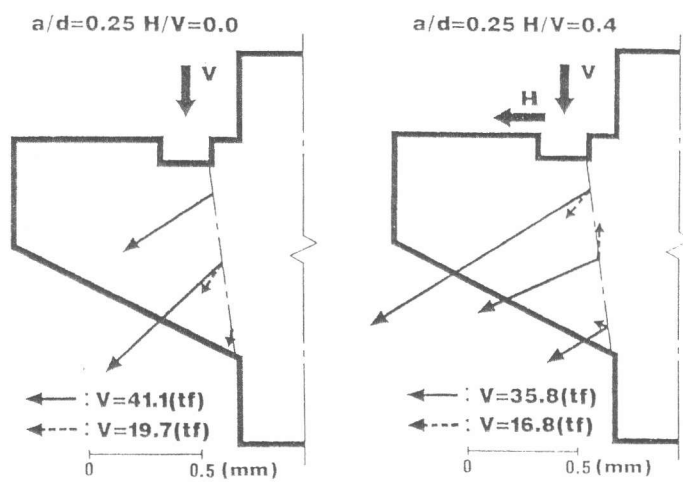 a/d=0.25 H/V=0.0
V
: V=41.1(tf)
: V=19.7(tf)
0 0.5 (mm)
a/d=0.25 H/V=0.4
V
H
: V=35.8(tf)
: V=16.8(tf)
0 0.5 (mm)